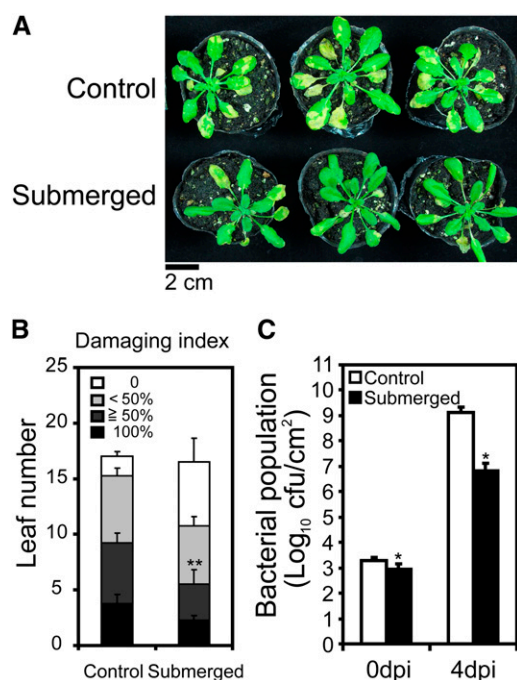 A
Control
Submerged
2 cm
B
Damaging index
25
20
15
10
5
0
Leaf number
0
< 50%
≥ 50%
100%
**
Control Submerged
C
11
10
9
8
7
6
5
4
3
2
1
0
Bacterial population
(Log10 cfu/cm²)
Control
Submerged
*
*
0dpi 4dpi